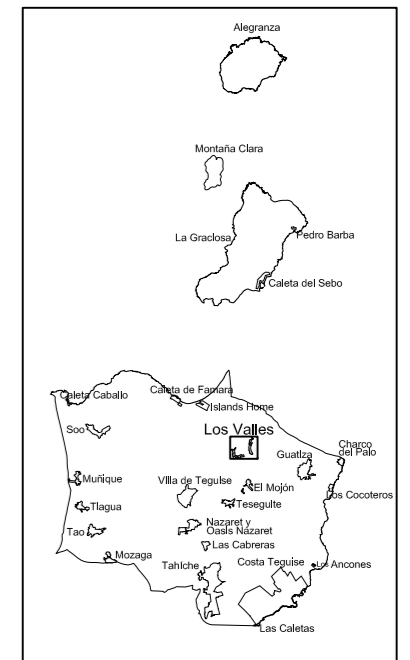 Alegranza
Montaña Clara
La Graciosa
Pedro Barba
Caleta del Sebo
Caleta Caballo
Caleta de Famara
Islands Home
Soo
Los Valles
Charco
del Palo
Guatiza
Muñique
Villa de Teguise
El Mojón
Los Cocoteros
Tiagua
Teseguite
Tao
Nazaret y
Oasis Nazaret
Las Cabreras
Mozaga
Tahíche
Costa Teguise
Los Ancones
Las Caletas